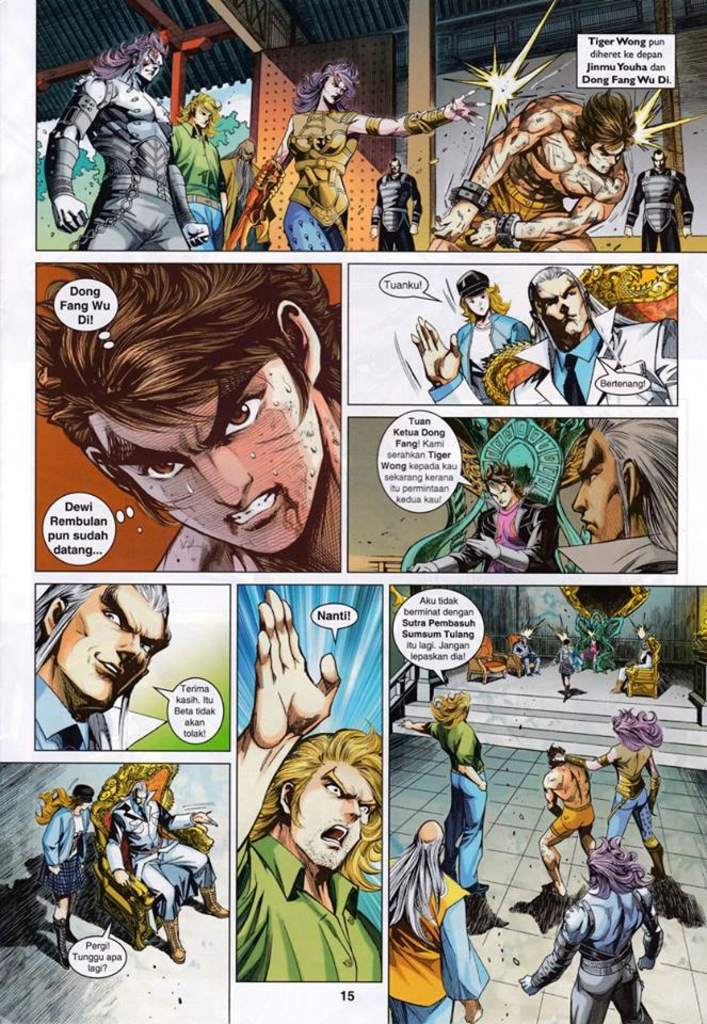 Tiger Wong pun
diheret ke depan
Jinmu Youha dan
Dong Fang Wu Di.
Dong
Fang Wu
Di!
Dewi
Rembulan
pun sudah
datang...
Tuanku!
Bertenang!
Tuan
Ketua Dong
Fang! Kami
serahkan Tiger
Wong kepada kau
sekarang kerana
itu permintaan
kedua kau!
Terima
kasih. Itu
Beta tidak
akan
tolak!
Pergi!
Tunggu apa
lagi?
Nanti!
Aku tidak
berminat dengan
Sutra Pembasuh
Sumsum Tulang
itu lagi. Jangan
lepaskan dia!
15